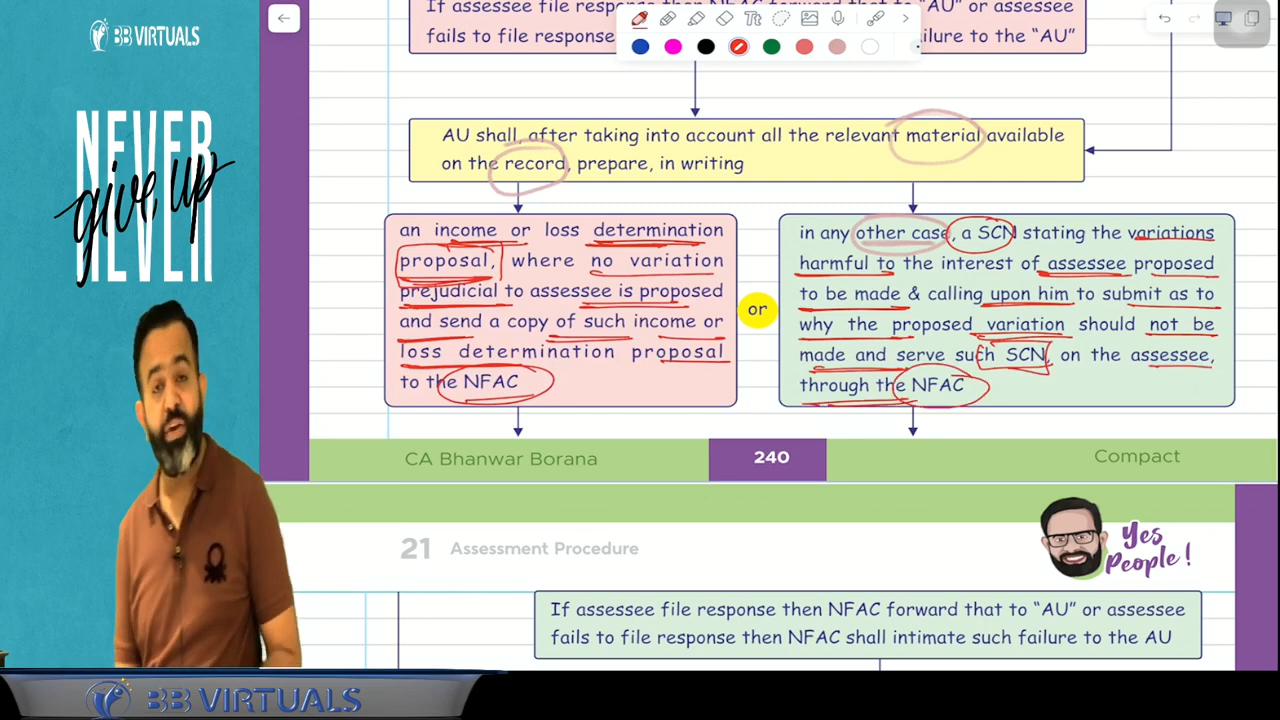 BB VIRTUALS
NEVER
give up
NEVER
If assessee file response
fails to file response
or assessee
ailure to the "AU"
Tt
AU shall, after taking into account all the relevant material available
on the record, prepare, in writing
an income or loss determination
proposal, where no variation
prejudicial to assessee is proposed
and send a copy of such income or
loss determination proposal
to the NFAC
or
in any other case, a SCN stating the variations
harmful to the interest of assessee proposed
to be made & calling upon him to submit as to
why the proposed variation should not be
made and serve such SCN, on the assessee,
through the NFAC
CA Bhanwar Borana
240
Compact
21 Assessment Procedure
Yes
People!
If assessee file response then NFAC forward that to "AU" or assessee
fails to file response then NFAC shall intimate such failure to the AU
BB VIRTUALS